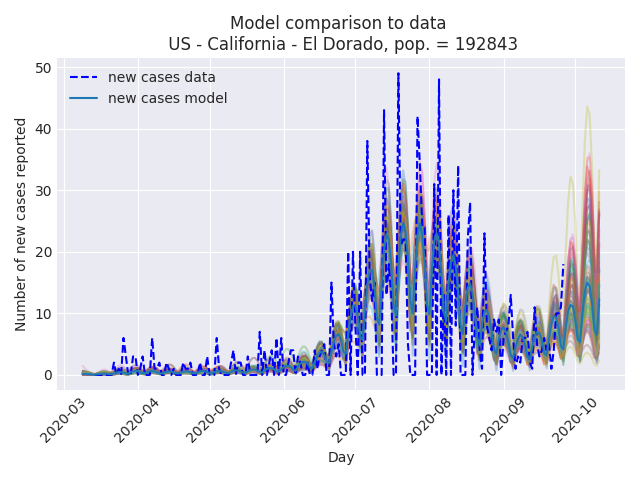 Model comparison to data
US - California - El Dorado, pop. = 192843
new cases data
new cases model
Number of new cases reported
50
40
30
20
10
0
2020-03
2020-04
2020-05
2020-06
2020-07
2020-08
2020-09
2020-10
Day